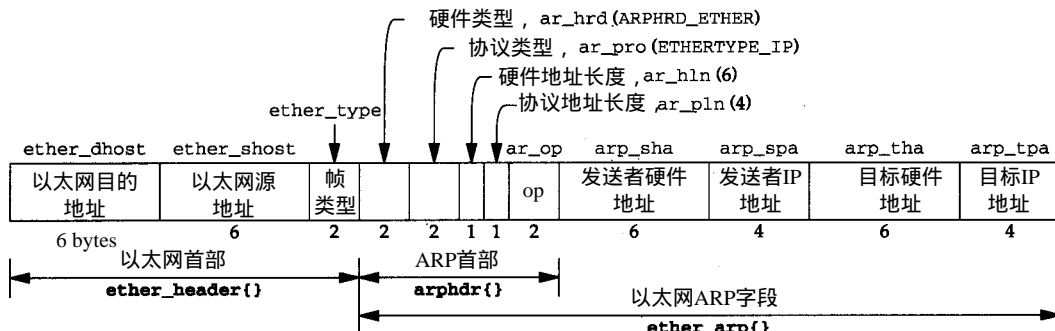 硬件类型，ar_hrd(ARPHRD_ETHER)
协议类型，ar_pro(ETHERTYPE_IP)
硬件地址长度，ar_hln(6)
协议地址长度,ar_pln(4)
ether_type
ether_dhost ether_shost ar_op arp_sha arp_spa arp_tha arp_tpa
以太网目的 以太网源 帧 op 发送者硬件 发送者IP 目标硬件 目标IP
地址 地址 类型 地址 地址 地址 地址
6 bytes 6 2 2 2 1 1 2 6 4 6 4
以太网首部 ARP首部
ether_header{} arphdr{}
以太网ARP字段
ether_arp{}